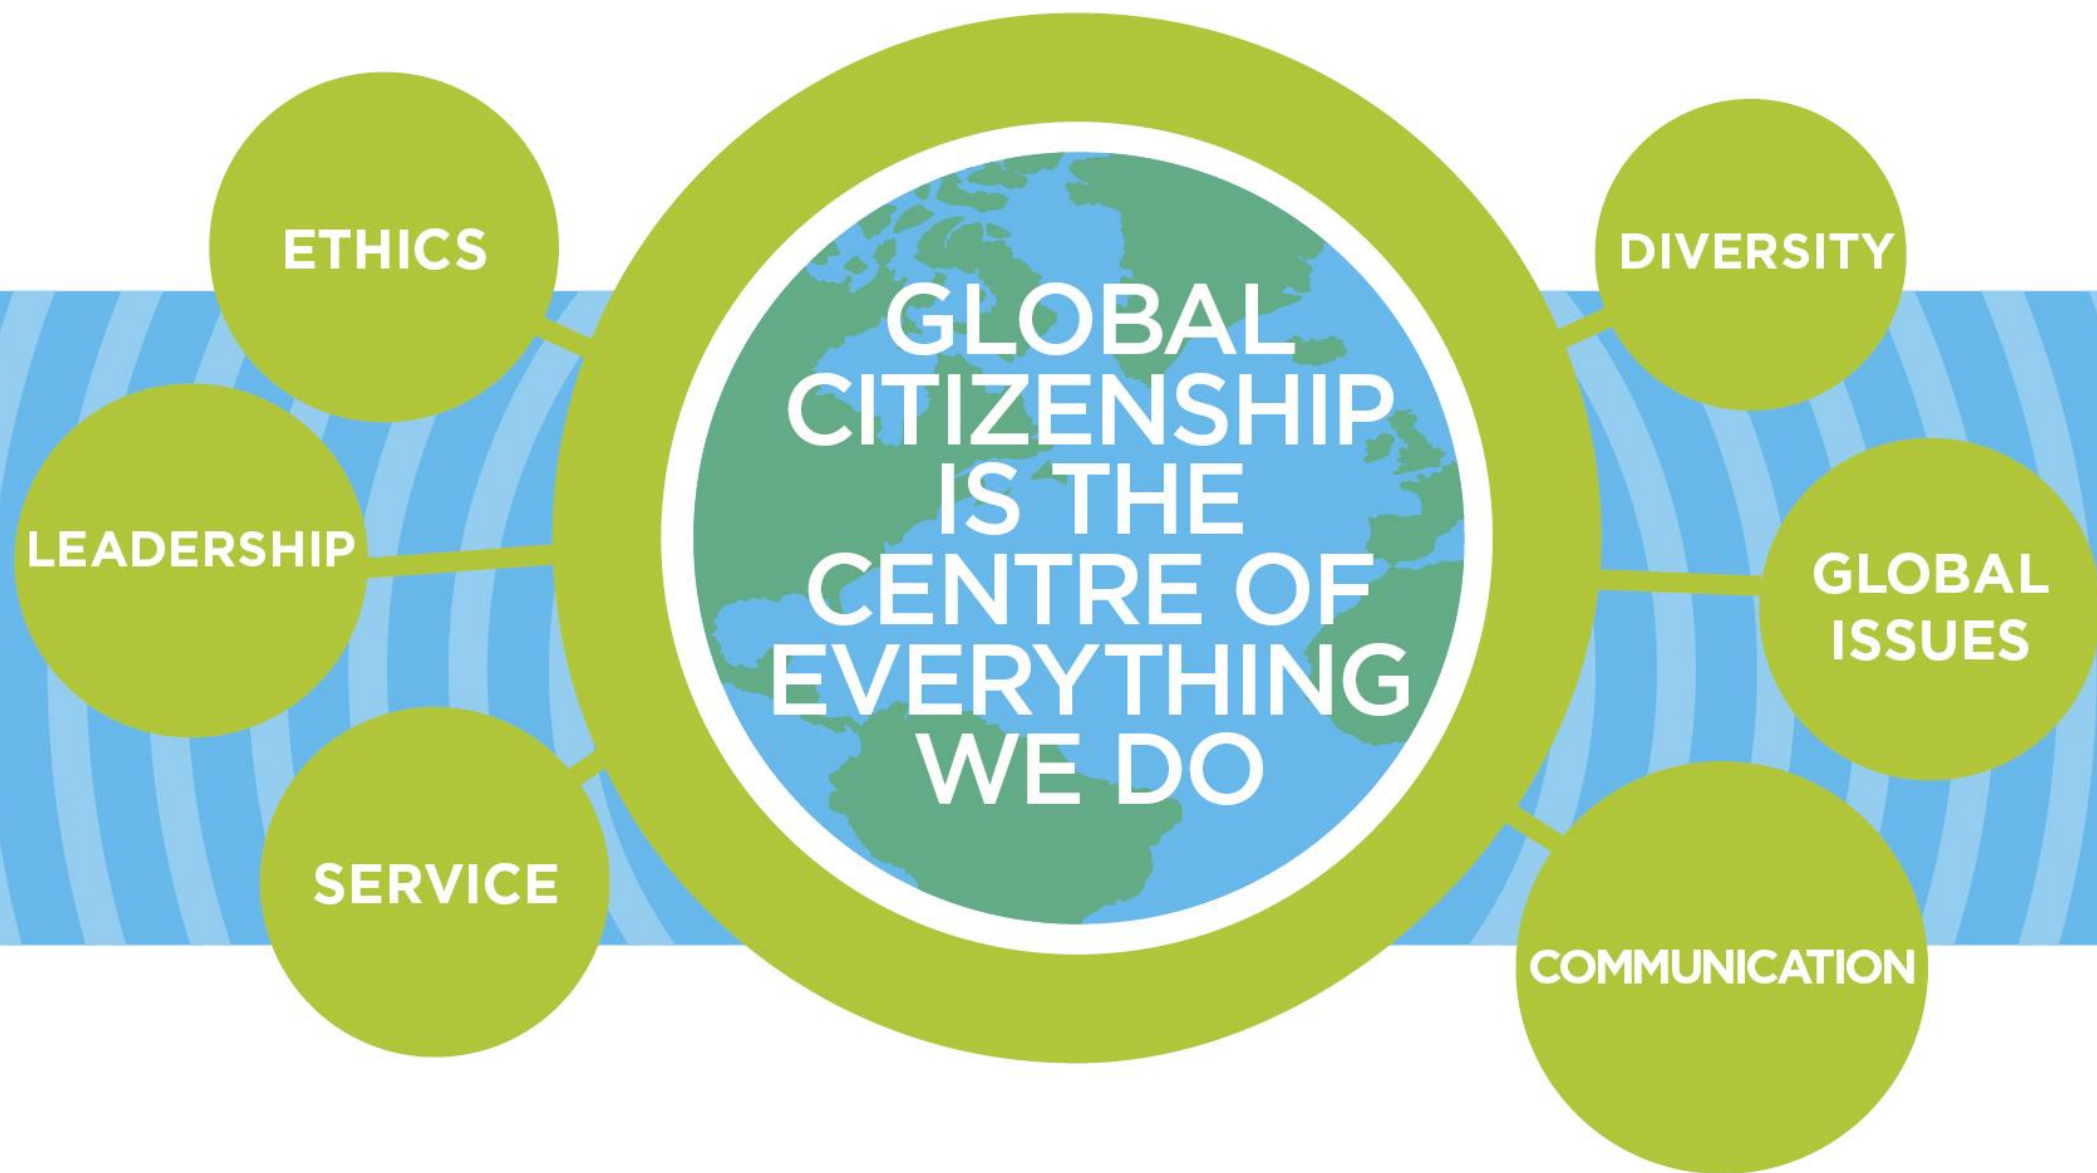 ETHICS
LEADERSHIP
SERVICE
GLOBAL
CITIZENSHIP
IS THE
CENTRE OF
EVERYTHING
WE DO
DIVERSITY
GLOBAL
ISSUES
COMMUNICATION